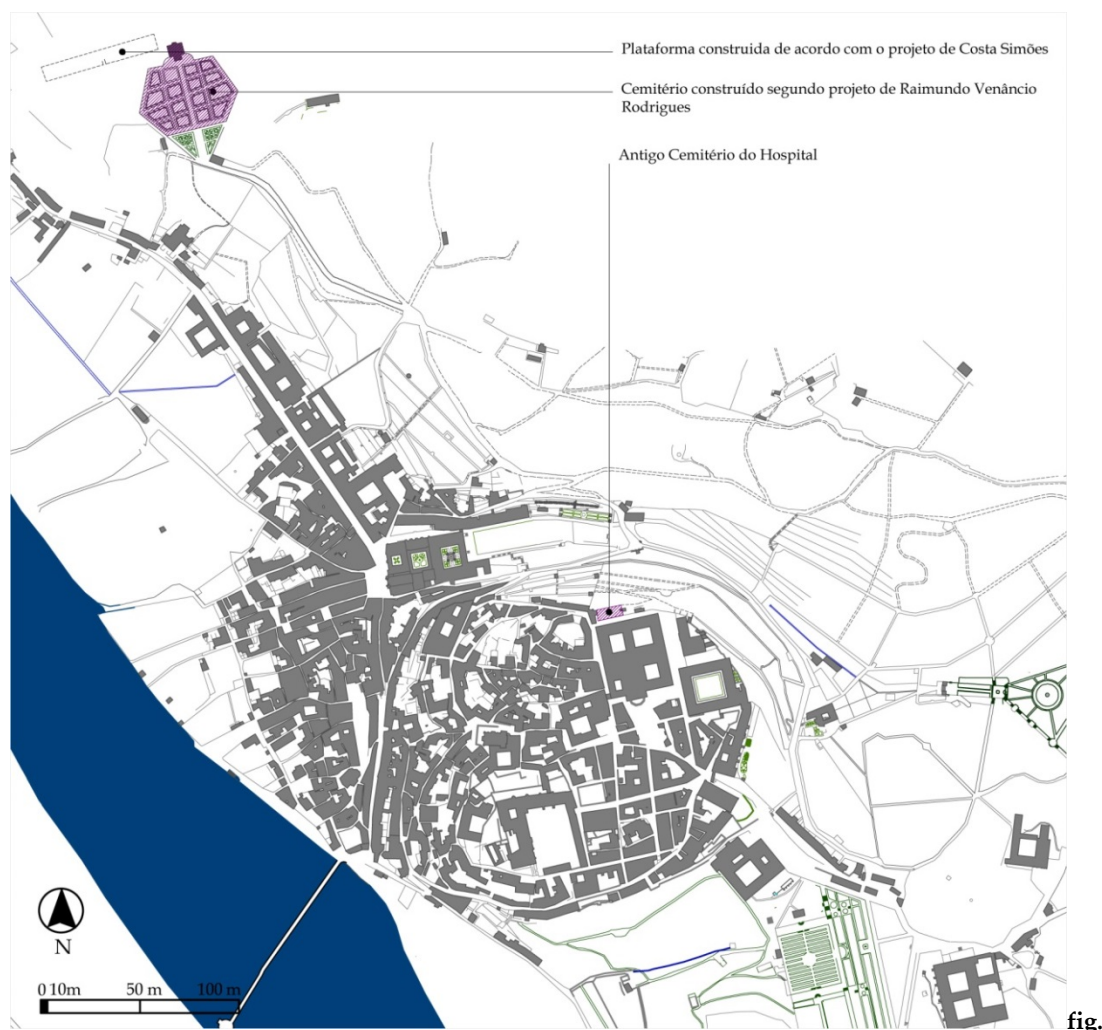 Plataforma construida de acordo com o projeto de Costa Simões
Cemitério construído segundo projeto de Raimundo Venâncio
Rodrigues
Antigo Cemitério do Hospital
N
0 10m 50 m 100 m
fig.